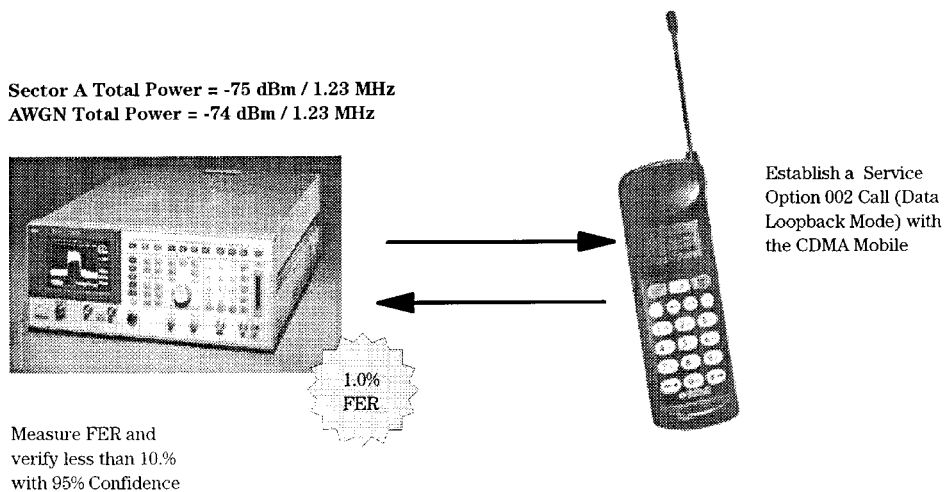 Sector A Total Power = -75 dBm / 1.23 MHz
AWGN Total Power = -74 dBm / 1.23 MHz
Establish a Service
Option 002 Call (Data
Loopback Mode) with
the CDMA Mobile
1.0%
FER
Measure FER and
verify less than 10.%
with 95% Confidence